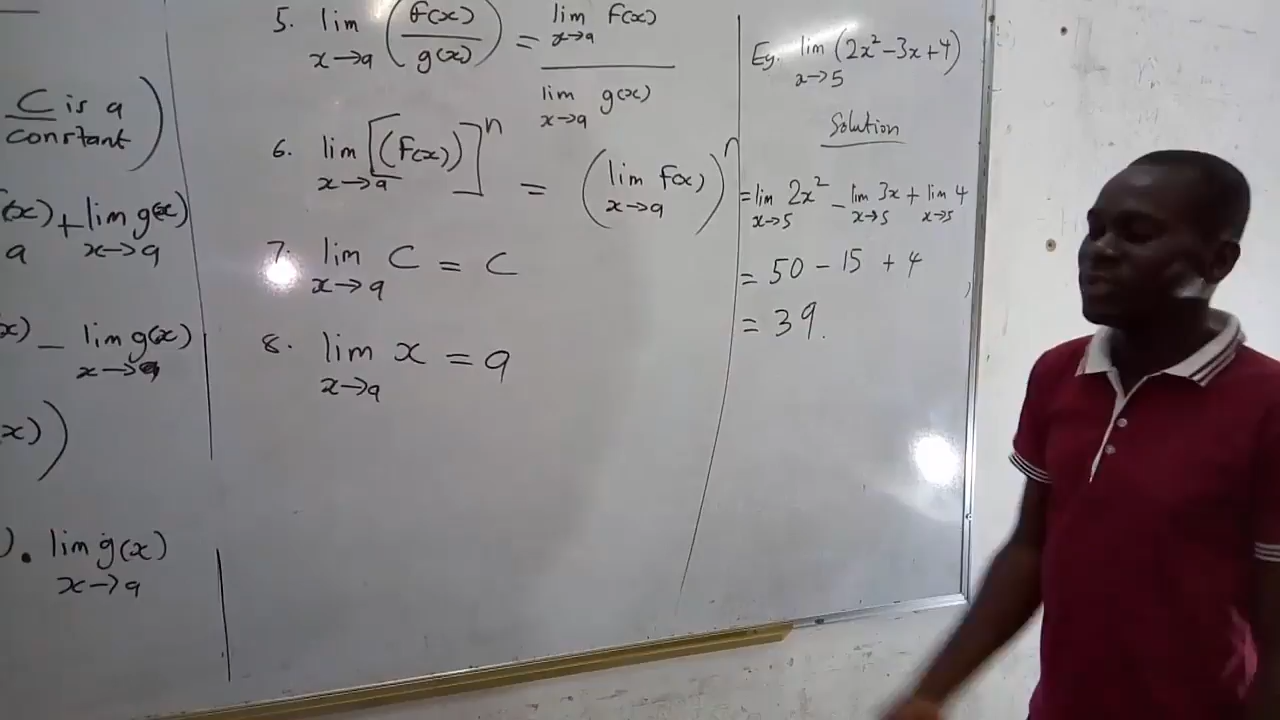 C is a
constant )
(x) + lim g(x)
a x→a
x) − lim g(x)
x→a
x))
). lim g(x)
x→a
5. lim (f(x)/g(x)) = lim f(x)
x→a x→a
lim g(x)
x→a
6. lim [(f(x))]ⁿ = (lim f(x))ⁿ
x→a x→a
7. lim C = C
x→a
8. lim x = a
x→a
Eg. lim (2x²−3x+4)
x→5
Solution
= lim 2x² − lim 3x + lim 4
x→5 x→5 x→5
= 50 − 15 + 4
= 39.